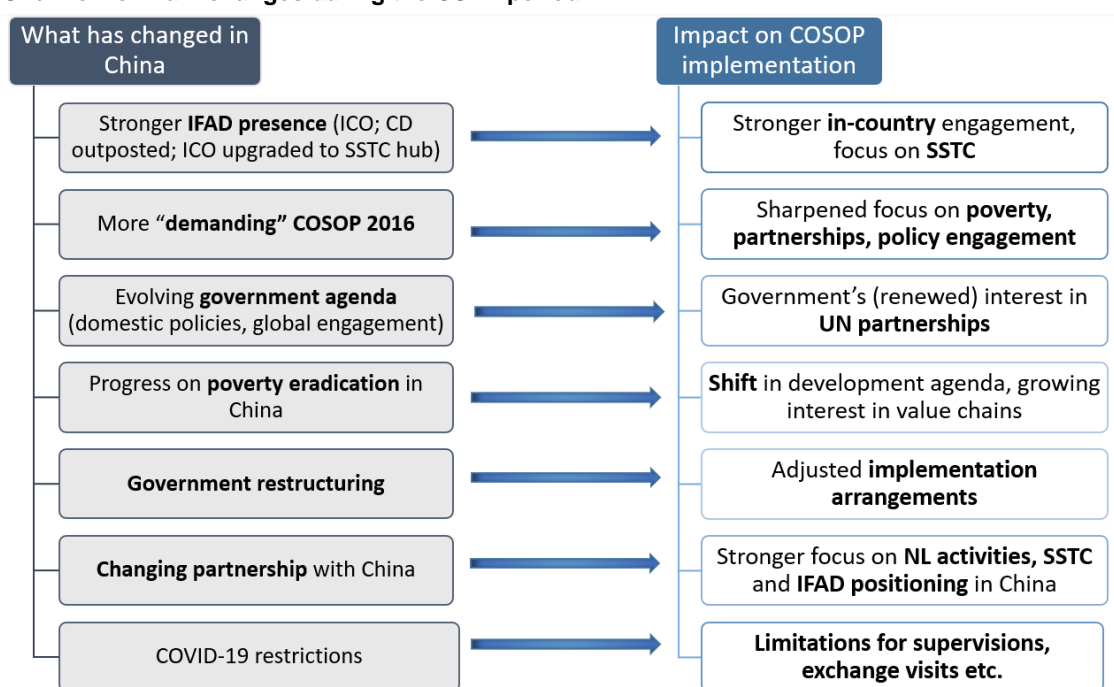 What has changed in
China
Impact on COSOP
implementation
Stronger IFAD presence (ICO; CD
outposted; ICO upgraded to SSTC hub)
Stronger in-country engagement,
focus on SSTC
More “demanding” COSOP 2016
Sharpened focus on poverty,
partnerships, policy engagement
Evolving government agenda
(domestic policies, global engagement)
Government’s (renewed) interest in
UN partnerships
Progress on poverty eradication in
China
Shift in development agenda, growing
interest in value chains
Government restructuring
Adjusted implementation
arrangements
Changing partnership with China
Stronger focus on NL activities, SSTC
and IFAD positioning in China
COVID-19 restrictions
Limitations for supervisions,
exchange visits etc.